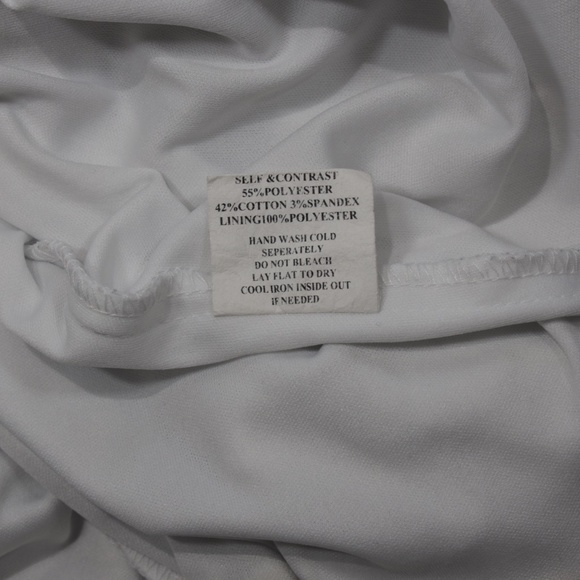 SELF &CONTRAST
55%POLYESTER
42%COTTON 3%SPANDEX
LINING100%POLYESTER
HAND WASH COLD
SEPERATELY
DO NOT BLEACH
LAY FLAT TO DRY
COOL IRON INSIDE OUT
IF NEEDED